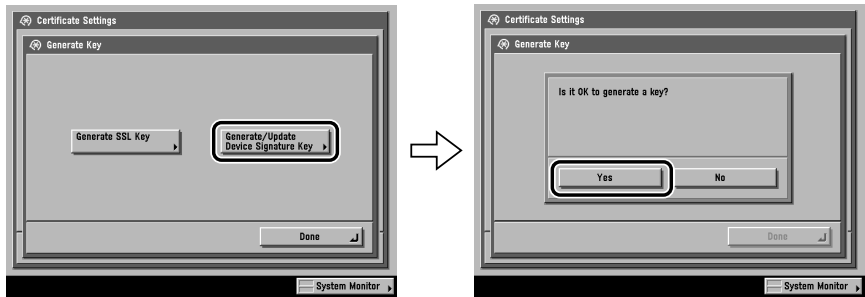 Certificate Settings
Generate Key
Generate SSL Key
Generate/Update
Device Signature Key
Done
System Monitor
Certificate Settings
Generate Key
Is it OK to generate a key?
Yes
No
Done
System Monitor